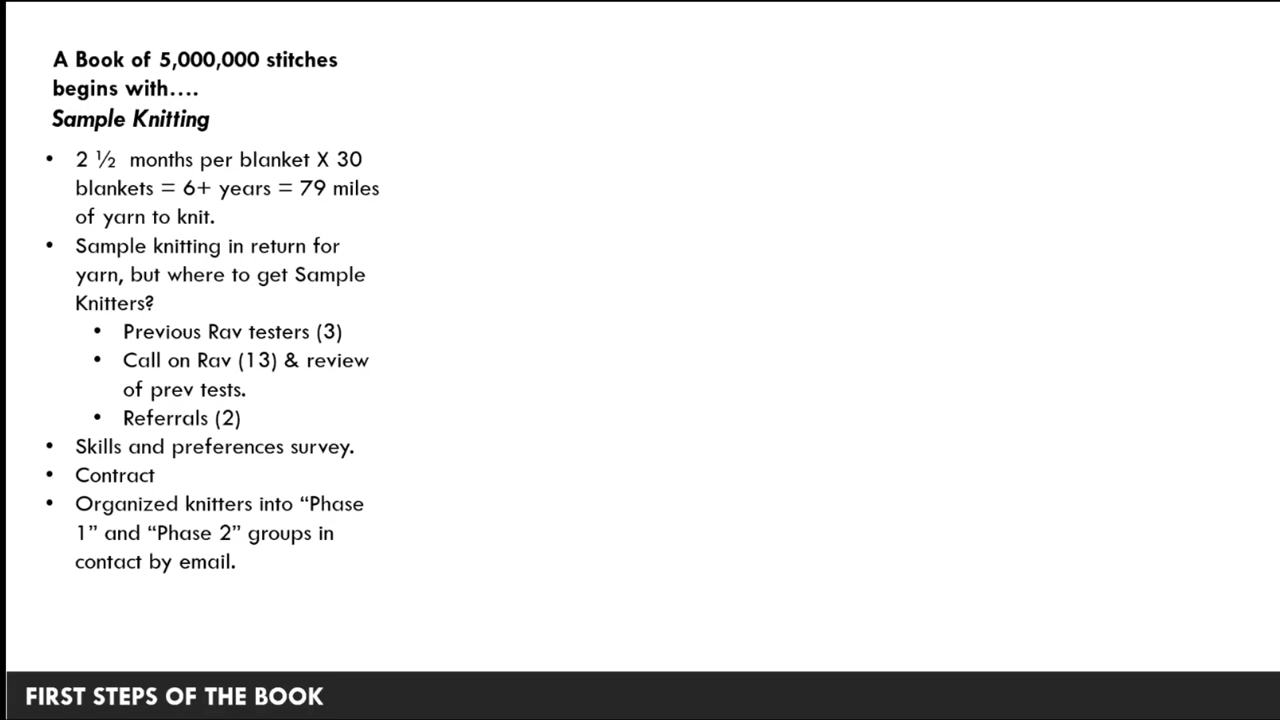 A Book of 5,000,000 stitches
begins with....
Sample Knitting
• 2 ½ months per blanket X 30
blankets = 6+ years = 79 miles
of yarn to knit.
• Sample knitting in return for
yarn, but where to get Sample
Knitters?
• Previous Rav testers (3)
• Call on Rav (13) & review
of prev tests.
• Referrals (2)
• Skills and preferences survey.
• Contract
• Organized knitters into “Phase
1” and “Phase 2” groups in
contact by email.
FIRST STEPS OF THE BOOK